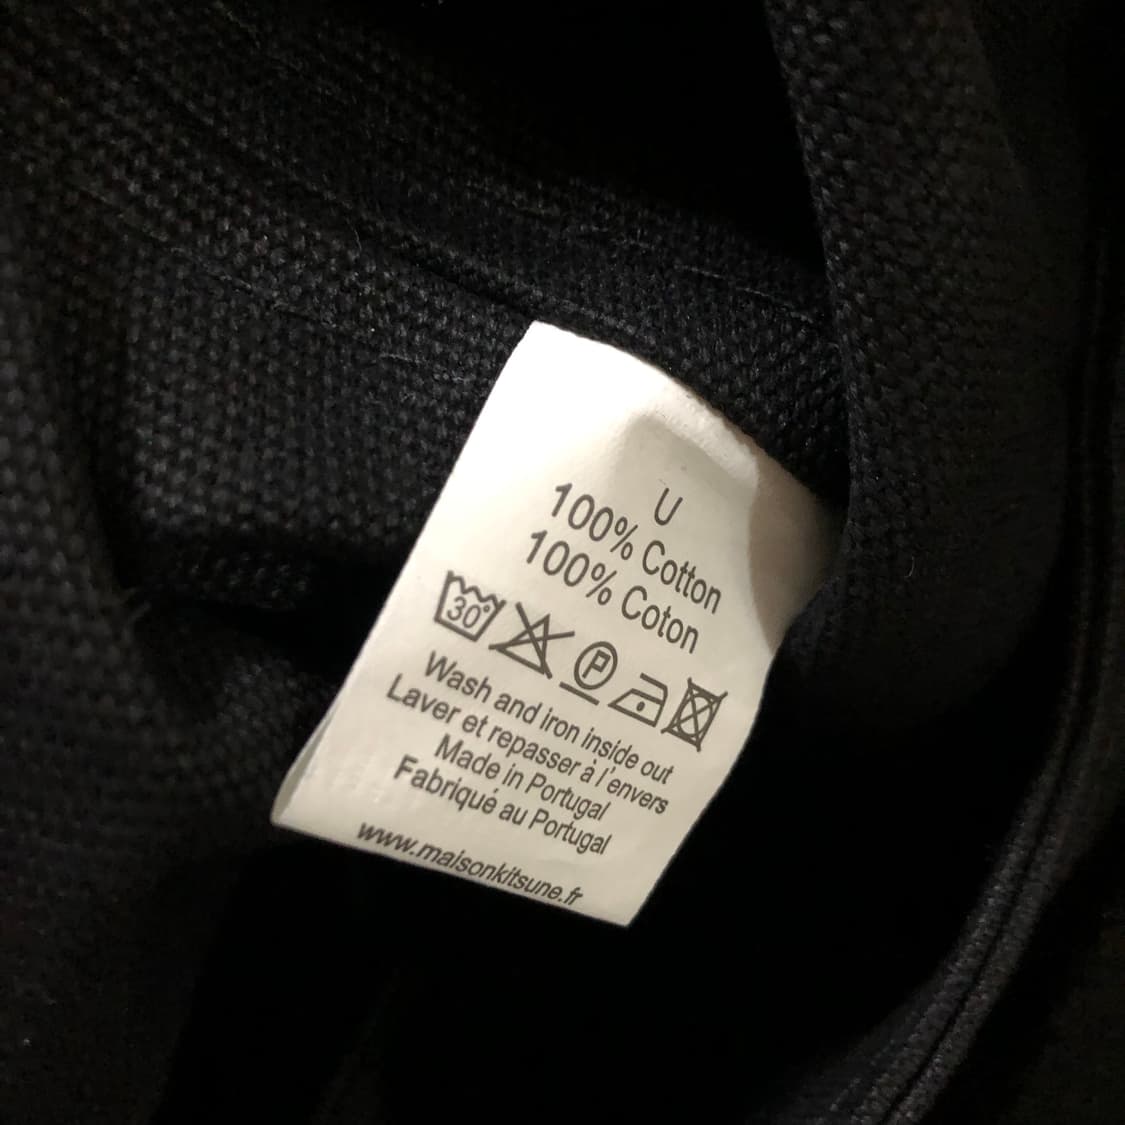 U
100% Cotton
100% Coton
30° P
Wash and iron inside out
Laver et repasser à l'envers
Made in Portugal
Fabriqué au Portugal
www.maisonkitsune.fr